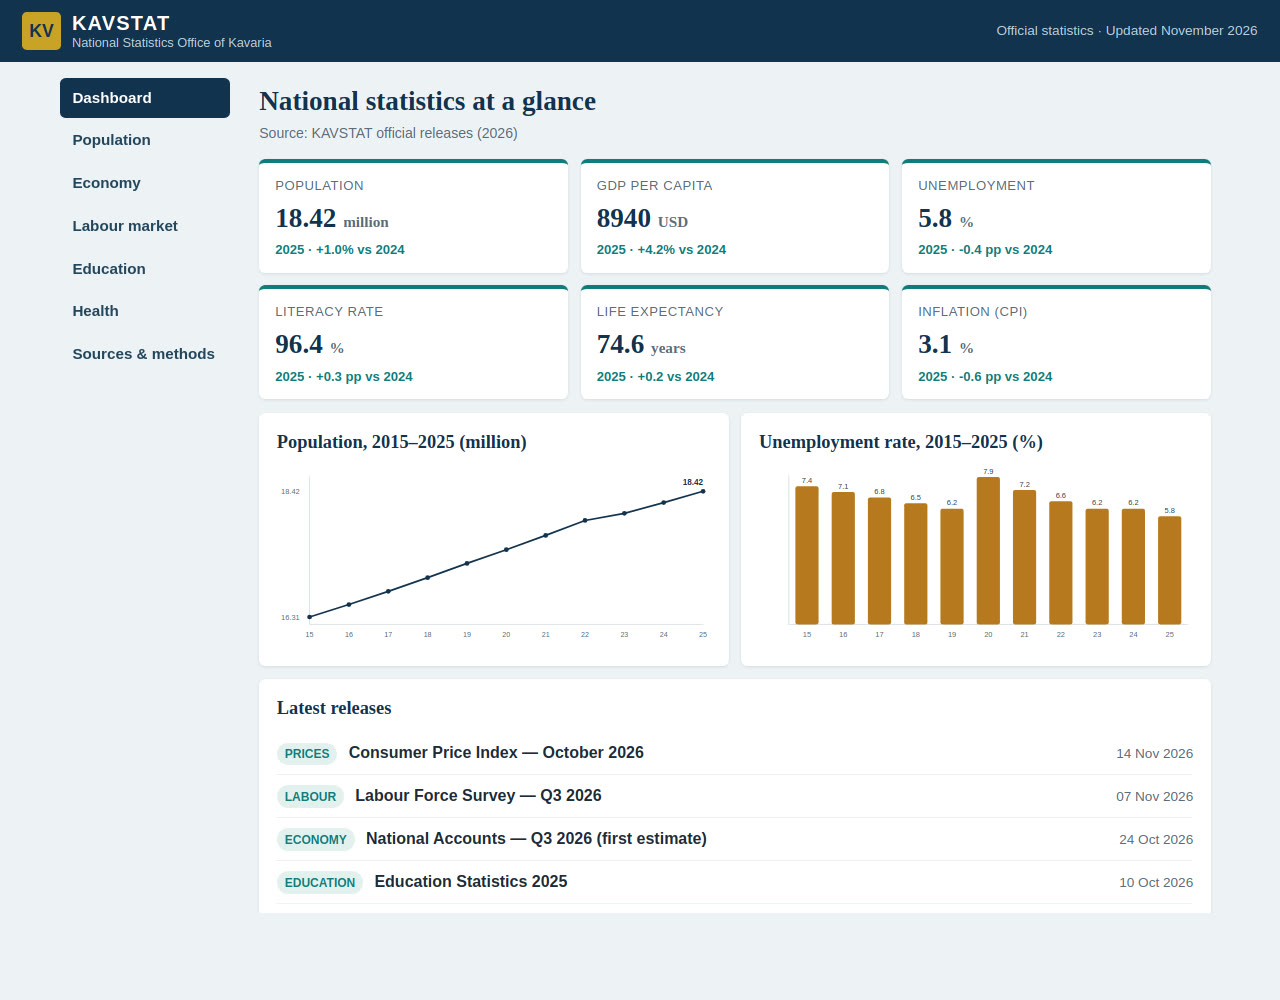 KV
KAVSTAT
National Statistics Office of Kavaria
Official statistics · Updated November 2026
Dashboard
Population
Economy
Labour market
Education
Health
Sources & methods
National statistics at a glance
Source: KAVSTAT official releases (2026)
POPULATION
18.42 million
2025 · +1.0% vs 2024
GDP PER CAPITA
8940 USD
2025 · +4.2% vs 2024
UNEMPLOYMENT
5.8 %
2025 · -0.4 pp vs 2024
LITERACY RATE
96.4 %
2025 · +0.3 pp vs 2024
LIFE EXPECTANCY
74.6 years
2025 · +0.2 vs 2024
INFLATION (CPI)
3.1 %
2025 · -0.6 pp vs 2024
Population, 2015–2025 (million)
18.42
18.42
16.31
15 16 17 18 19 20 21 22 23 24 25
Unemployment rate, 2015–2025 (%)
7.4 7.1 6.8 6.5 6.2 7.9 7.2 6.6 6.2 6.2 5.8
15 16 17 18 19 20 21 22 23 24 25
Latest releases
PRICES Consumer Price Index — October 2026 14 Nov 2026
LABOUR Labour Force Survey — Q3 2026 07 Nov 2026
ECONOMY National Accounts — Q3 2026 (first estimate) 24 Oct 2026
EDUCATION Education Statistics 2025 10 Oct 2026